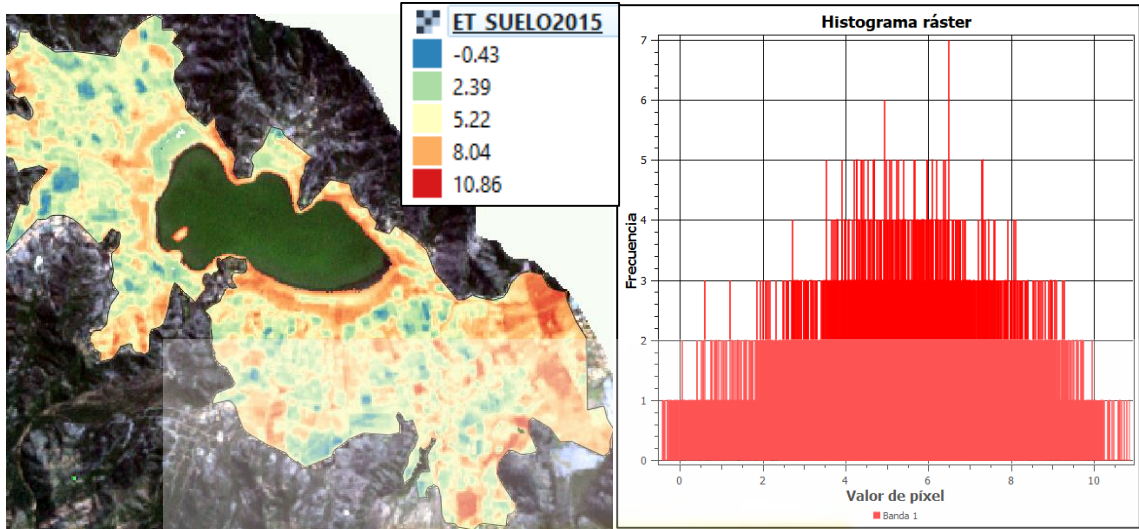 ET_SUELO2015
-0.43
2.39
5.22
8.04
10.86
Histograma ráster
Frecuencia
7
6
5
4
3
2
1
0
0 2 4 6 8 10
Valor de píxel
Banda 1